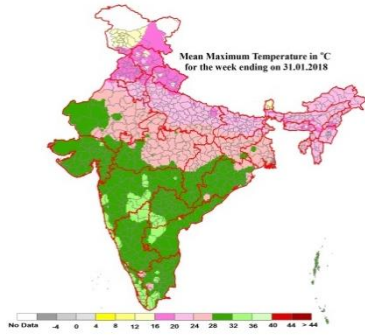 Mean Maximum Temperature in °C
for the week ending on 31.01.2018
No Data -4 0 4 8 12 16 20 24 28 32 36 40 44 > 44